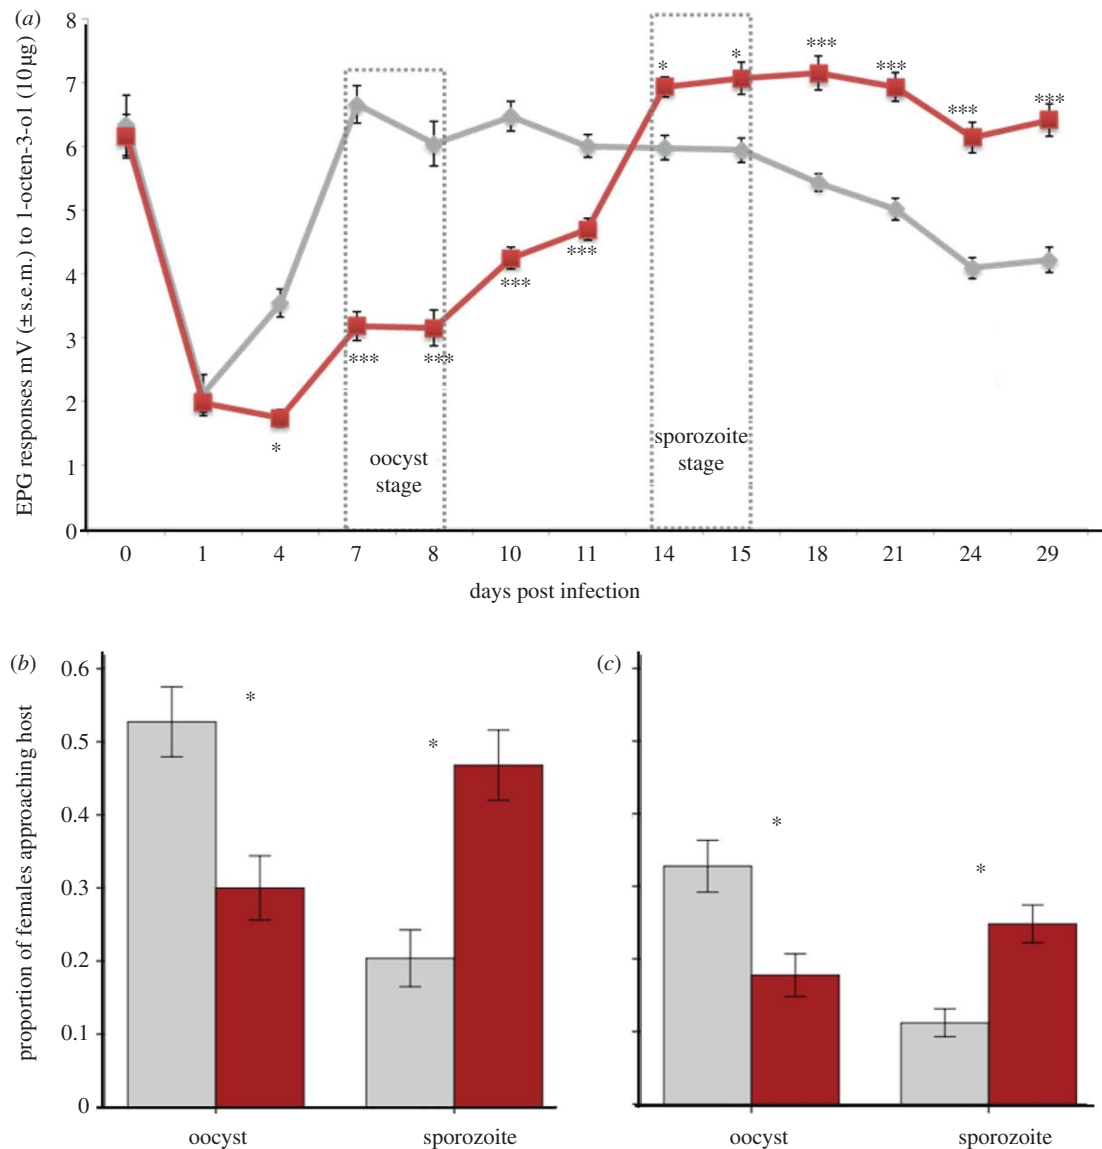 (a)
EPG responses mV (± s.e.m.) to 1-octen-3-o1 (10µg)
8
7
6
5
4
3
2
1
0
*
***
***
***
***
*
*
***
***
***
***
oocyst
stage
sporozoite
stage
0 1 4 7 8 10 11 14 15 18 21 24 29
days post infection
(b)
proportion of females approaching host
0.6
0.5
0.4
0.3
0.2
0.1
0
*
*
oocyst sporozoite
(c)
*
*
oocyst sporozoite